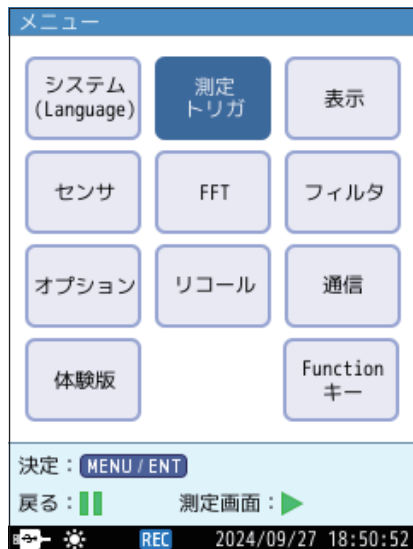 メニュー
システム
(Language)
測定
トリガ
表示
センサ
FFT
フィルタ
オプション
リコール
通信
体験版
Function
キー
決定：MENU / ENT
戻る： 測定画面：
REC 2024/09/27 18:50:52